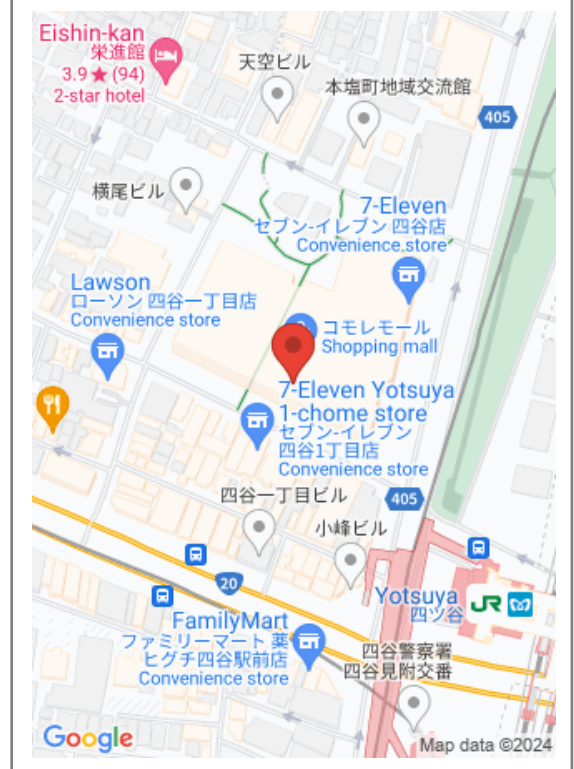 Eishin-kan
栄進館
3.9★(94)
2-star hotel
天空ビル
本塩町地域交流館
405
横尾ビル
7-Eleven
セブン-イレブン 四谷店
Convenience store
Lawson
ローソン 四谷一丁目店
Convenience store
コモレモール
Shopping mall
7-Eleven Yotsuya
1-chome store
セブン-イレブン
四谷1丁目店
Convenience store
四谷一丁目ビル
405
小峰ビル
20
Yotsuya
四ツ谷
JR
FamilyMart
ファミリーマート 薬
ヒグチ四谷駅前店
Convenience store
四谷警察署
四谷見附交番
Google
Map data ©2024